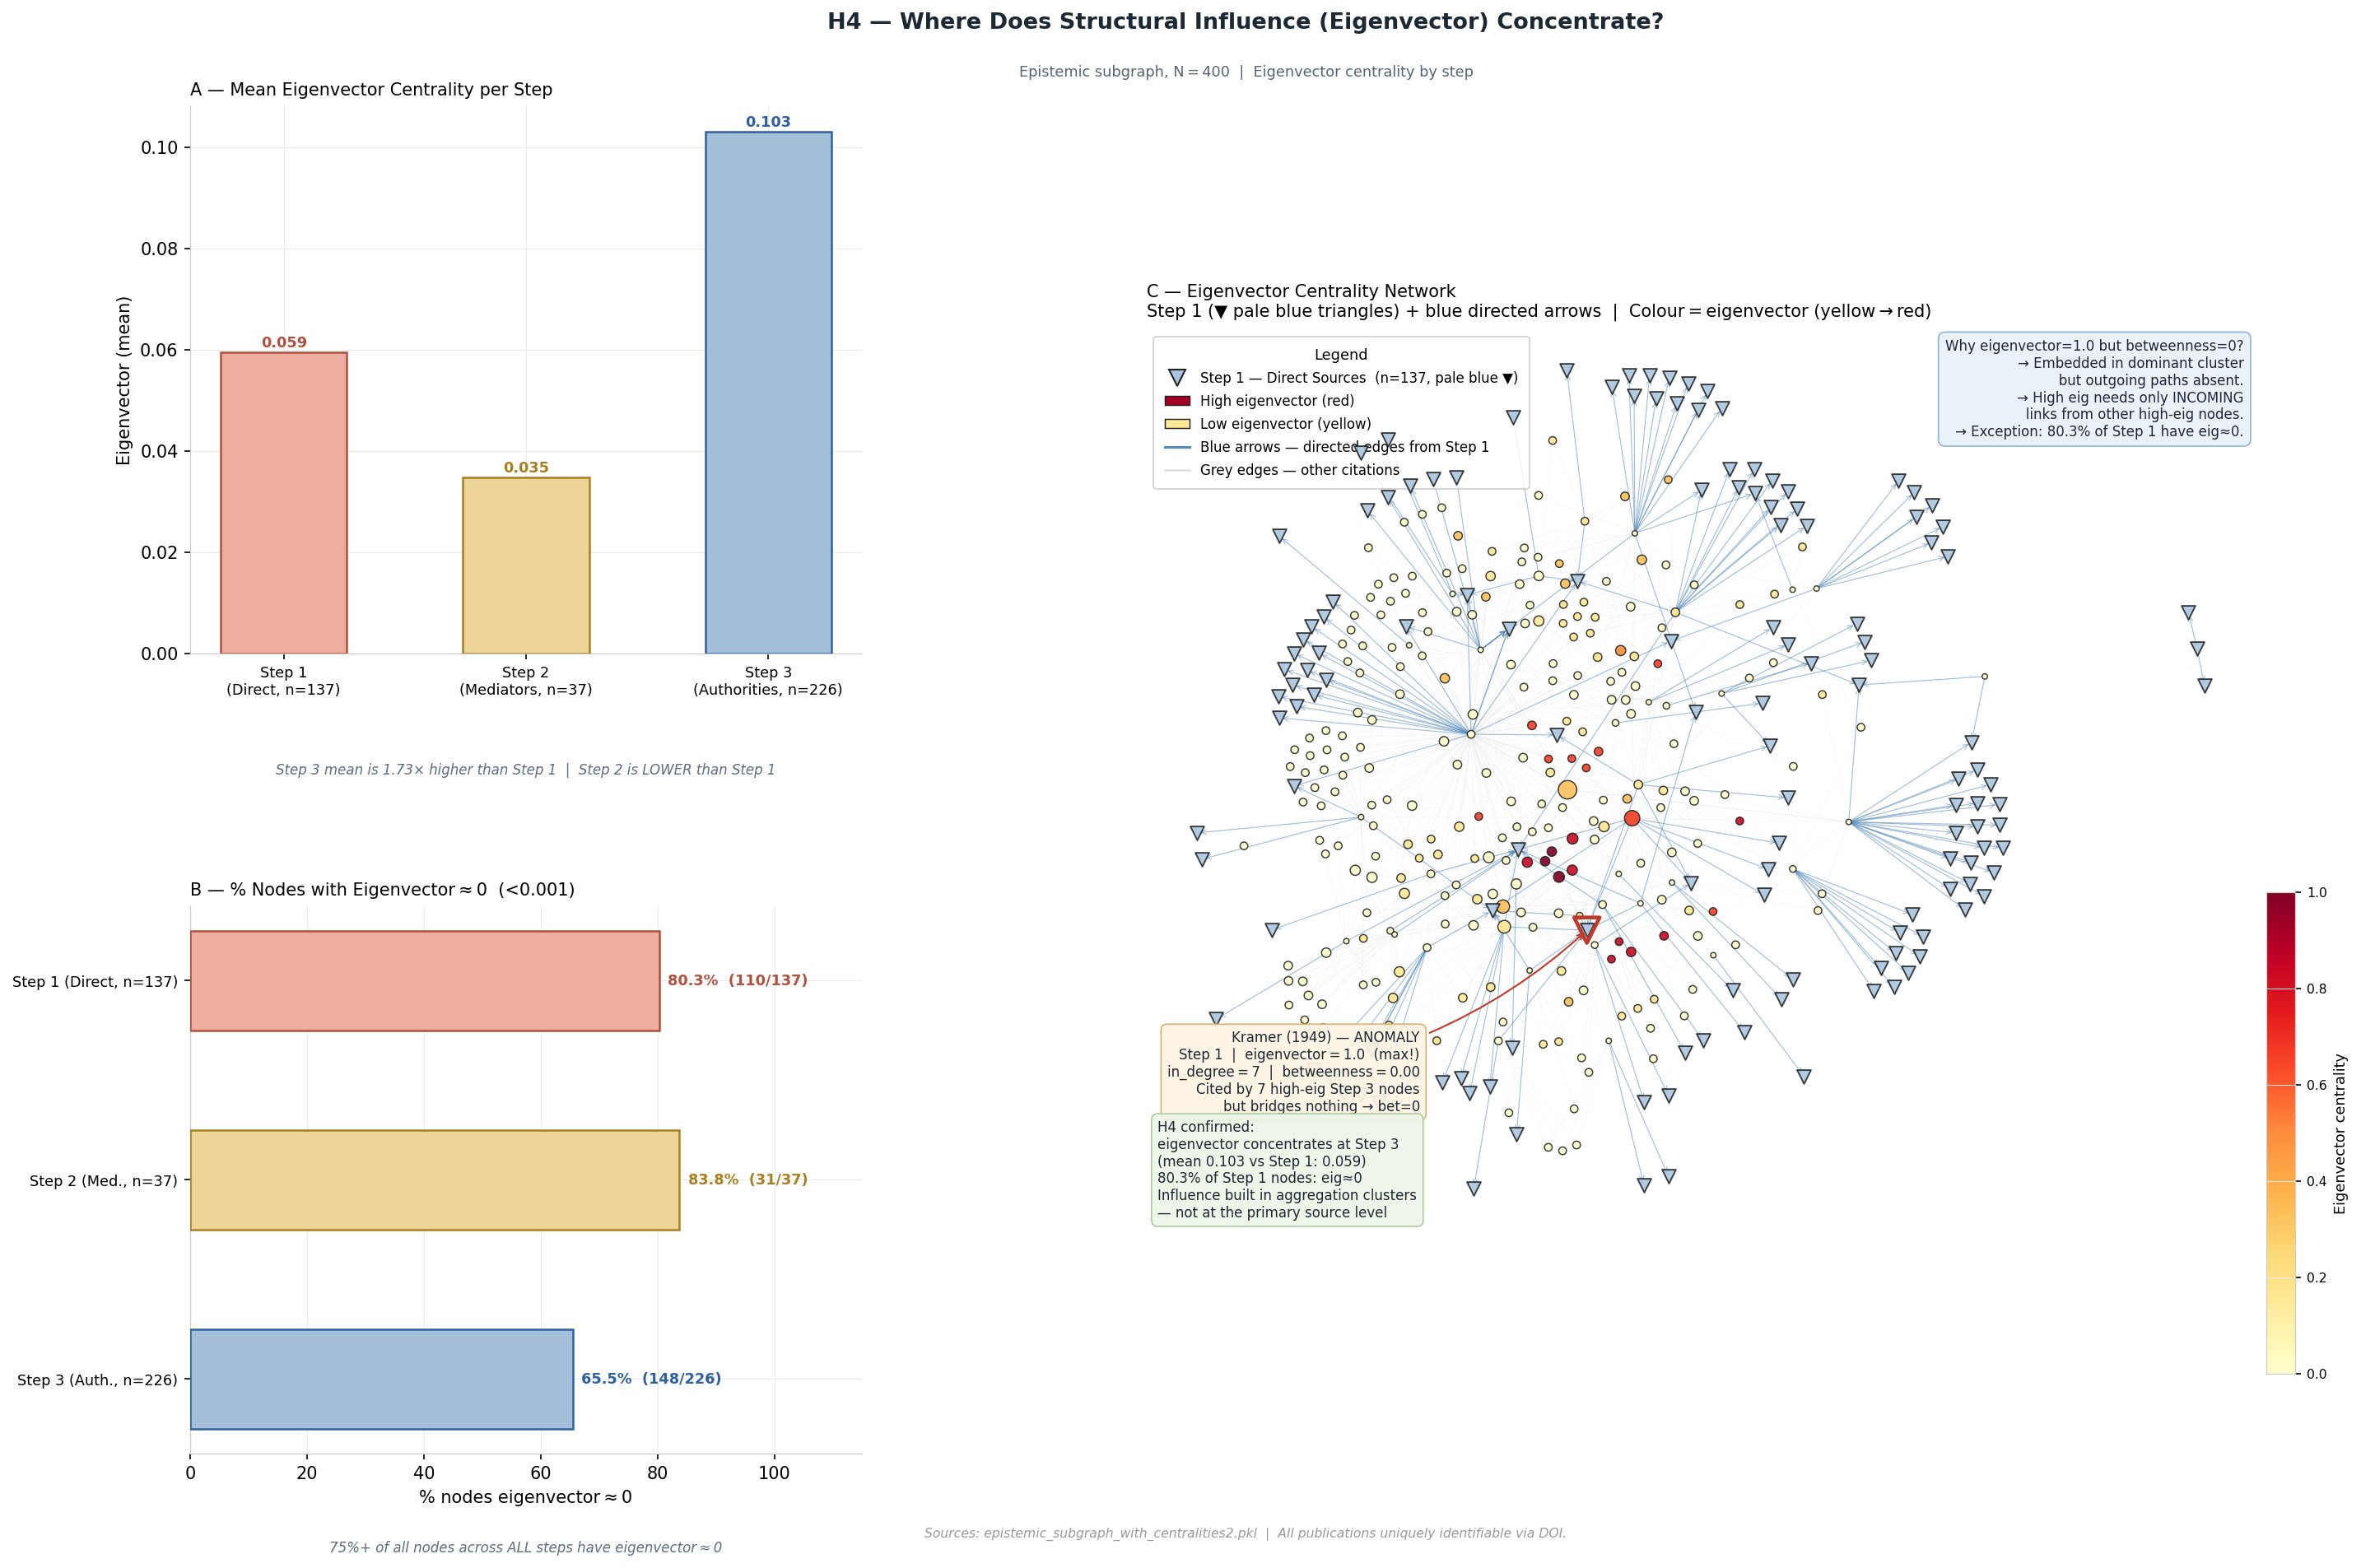 H4 — Where Does Structural Influence (Eigenvector) Concentrate?
Epistemic subgraph, N = 400 | Eigenvector centrality by step
A — Mean Eigenvector Centrality per Step
Eigenvector (mean)
0.10
0.08
0.06
0.04
0.02
0.00
0.059
0.035
0.103
Step 1
(Direct, n=137)
Step 2
(Mediators, n=37)
Step 3
(Authorities, n=226)
Step 3 mean is 1.73× higher than Step 1 | Step 2 is LOWER than Step 1
B — % Nodes with Eigenvector ≈ 0 (<0.001)
Step 1 (Direct, n=137)
80.3% (110/137)
Step 2 (Med., n=37)
83.8% (31/37)
Step 3 (Auth., n=226)
65.5% (148/226)
0 20 40 60 80 100
% nodes eigenvector ≈ 0
75%+ of all nodes across ALL steps have eigenvector ≈ 0
C — Eigenvector Centrality Network
Step 1 (▼ pale blue triangles) + blue directed arrows | Colour = eigenvector (yellow → red)
Legend
Step 1 — Direct Sources (n=137, pale blue ▼)
High eigenvector (red)
Low eigenvector (yellow)
Blue arrows — directed edges from Step 1
Grey edges — other citations
Why eigenvector=1.0 but betweenness=0?
→ Embedded in dominant cluster
but outgoing paths absent.
→ High eig needs only INCOMING
links from other high-eig nodes.
→ Exception: 80.3% of Step 1 have eig≈0.
Kramer (1949) — ANOMALY
Step 1 | eigenvector = 1.0 (max!)
in_degree = 7 | betweenness = 0.00
Cited by 7 high-eig Step 3 nodes
but bridges nothing → bet=0
H4 confirmed:
eigenvector concentrates at Step 3
(mean 0.103 vs Step 1: 0.059)
80.3% of Step 1 nodes: eig≈0
Influence built in aggregation clusters
— not at the primary source level
1.0
0.8
0.6
0.4
0.2
0.0
Eigenvector centrality
Sources: epistemic_subgraph_with_centralities2.pkl | All publications uniquely identifiable via DOI.